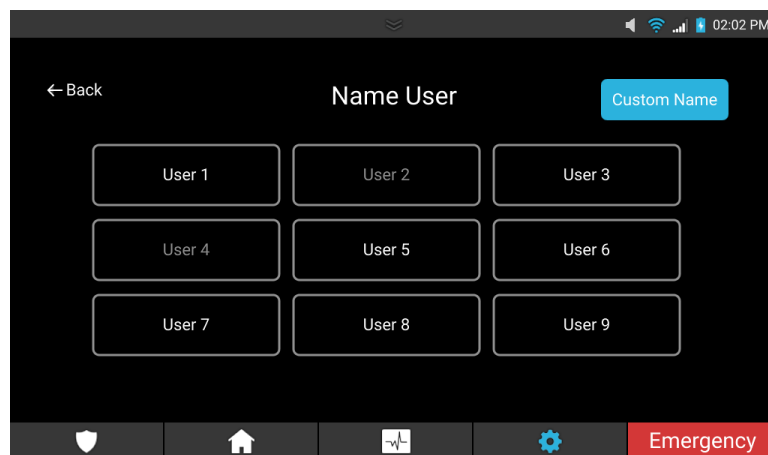 02:02 PM
Back
Name User
Custom Name
User 1
User 2
User 3
User 4
User 5
User 6
User 7
User 8
User 9
Emergency